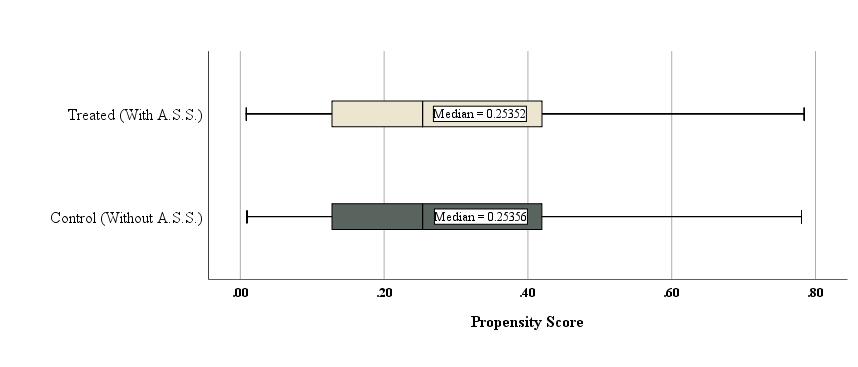 Treated (With A.S.S.)
Median = 0.25352
Control (Without A.S.S.)
Median = 0.25356
.00 .20 .40 .60 .80
Propensity Score